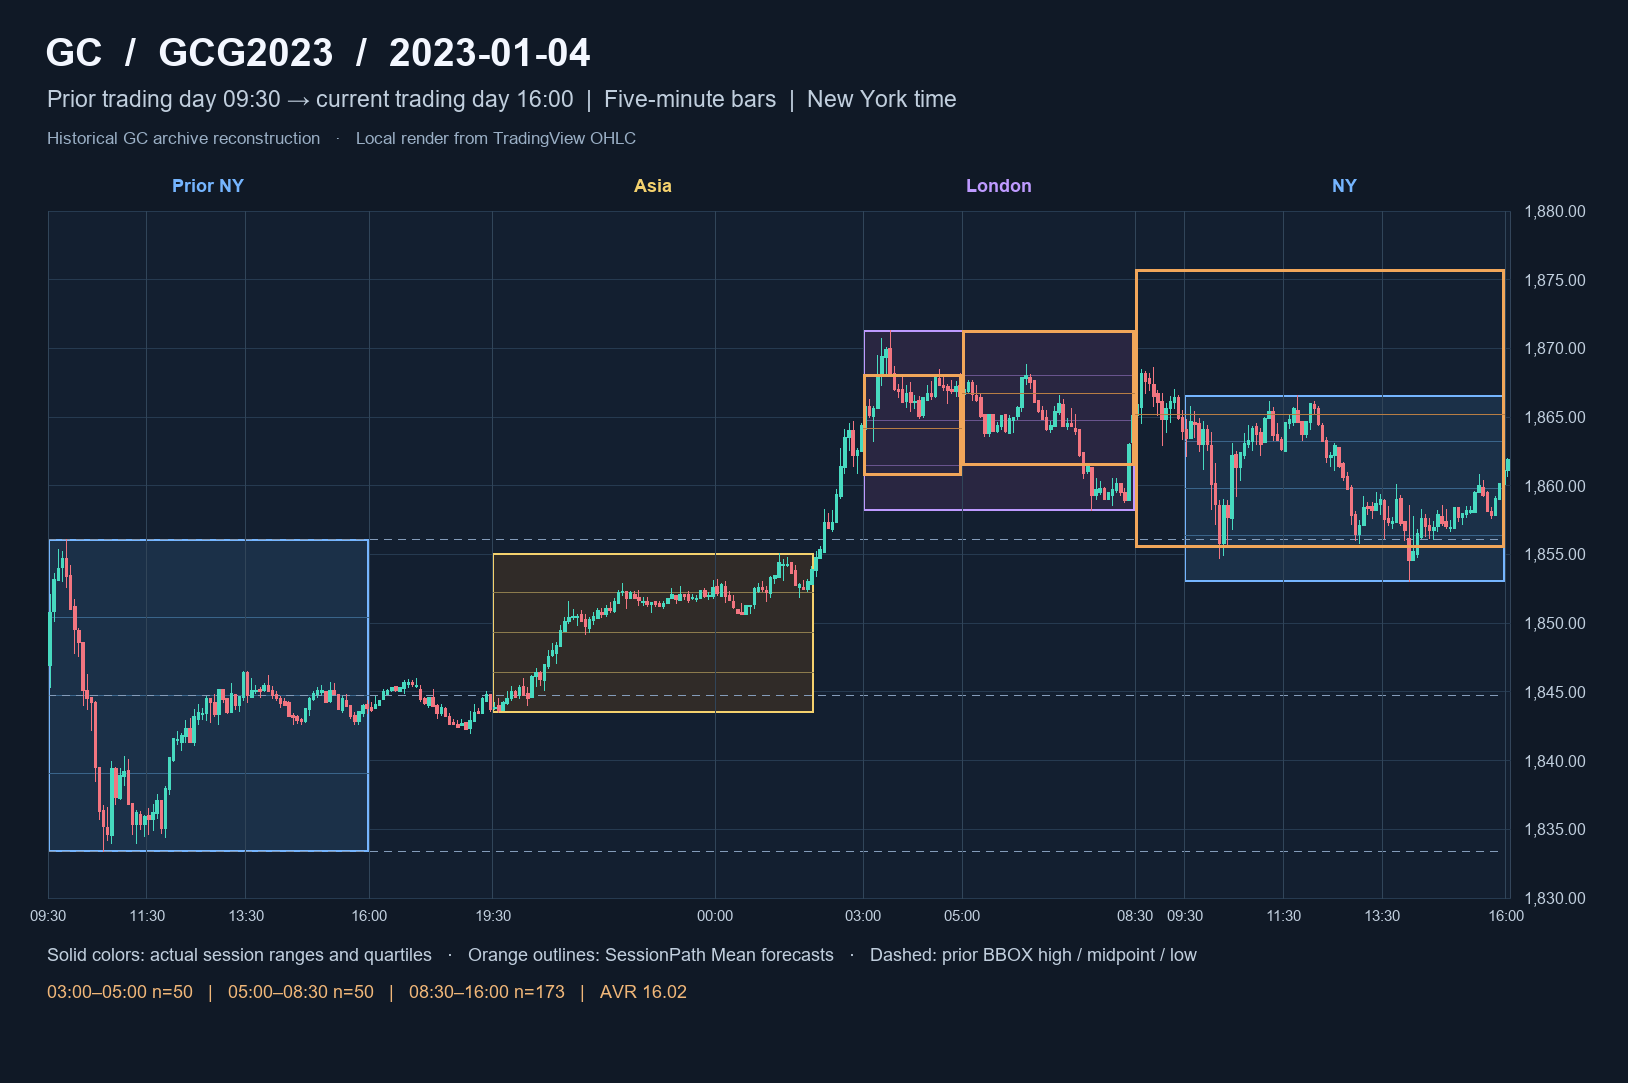 GC / GCG2023 / 2023-01-04
Prior trading day 09:30 → current trading day 16:00 | Five-minute bars | New York time
Historical GC archive reconstruction · Local render from TradingView OHLC
Prior NY Asia London NY
1,880.00
1,875.00
1,870.00
1,865.00
1,860.00
1,855.00
1,850.00
1,845.00
1,840.00
1,835.00
1,830.00
09:30 11:30 13:30 16:00 19:30 00:00 03:00 05:00 08:30 09:30 11:30 13:30 16:00
Solid colors: actual session ranges and quartiles · Orange outlines: SessionPath Mean forecasts · Dashed: prior BBOX high / midpoint / low
03:00–05:00 n=50 | 05:00–08:30 n=50 | 08:30–16:00 n=173 | AVR 16.02